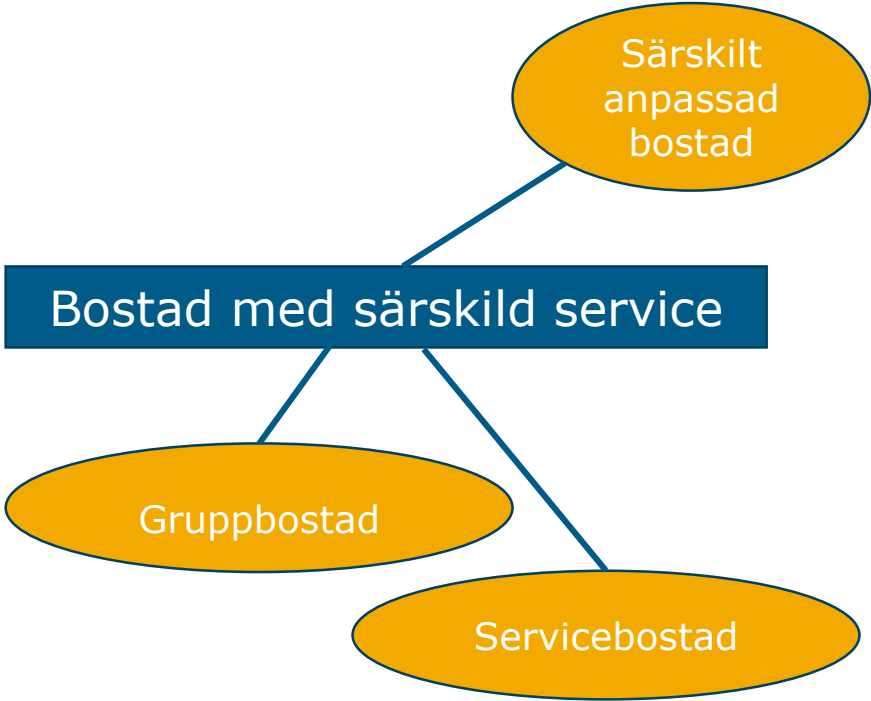 Särskilt
anpassad
bostad
Bostad med särskild service
Gruppbostad
Servicebostad